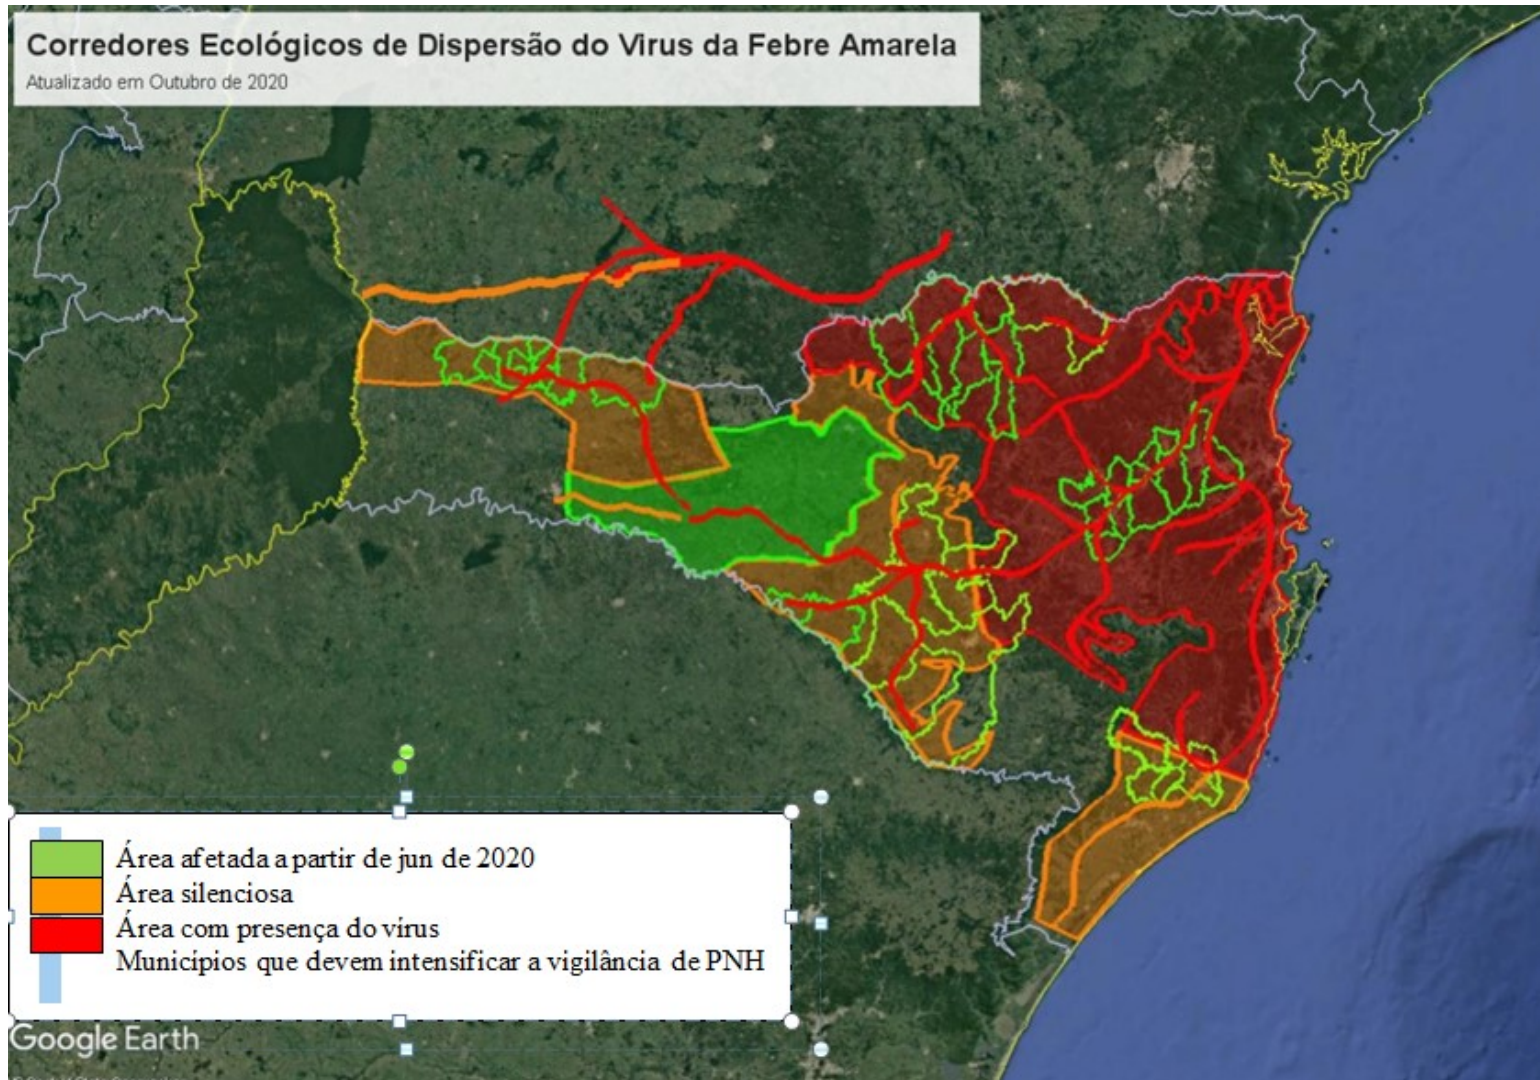 Corredores Ecológicos de Dispersão do Virus da Febre Amarela
Atualizado em Outubro de 2020
Área afetada a partir de jun de 2020
Área silenciosa
Área com presença do vírus
Municípios que devem intensificar a vigilância de PNH
Google Earth